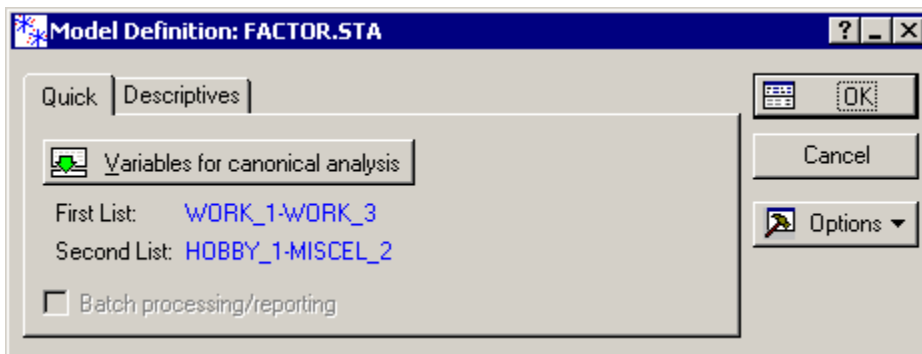 Model Definition: FACTOR.STA
Quick Descriptives
OK
Variables for canonical analysis
Cancel
First List: WORK_1-WORK_3
Second List: HOBBY_1-MISCEL_2
Options
Batch processing/reporting